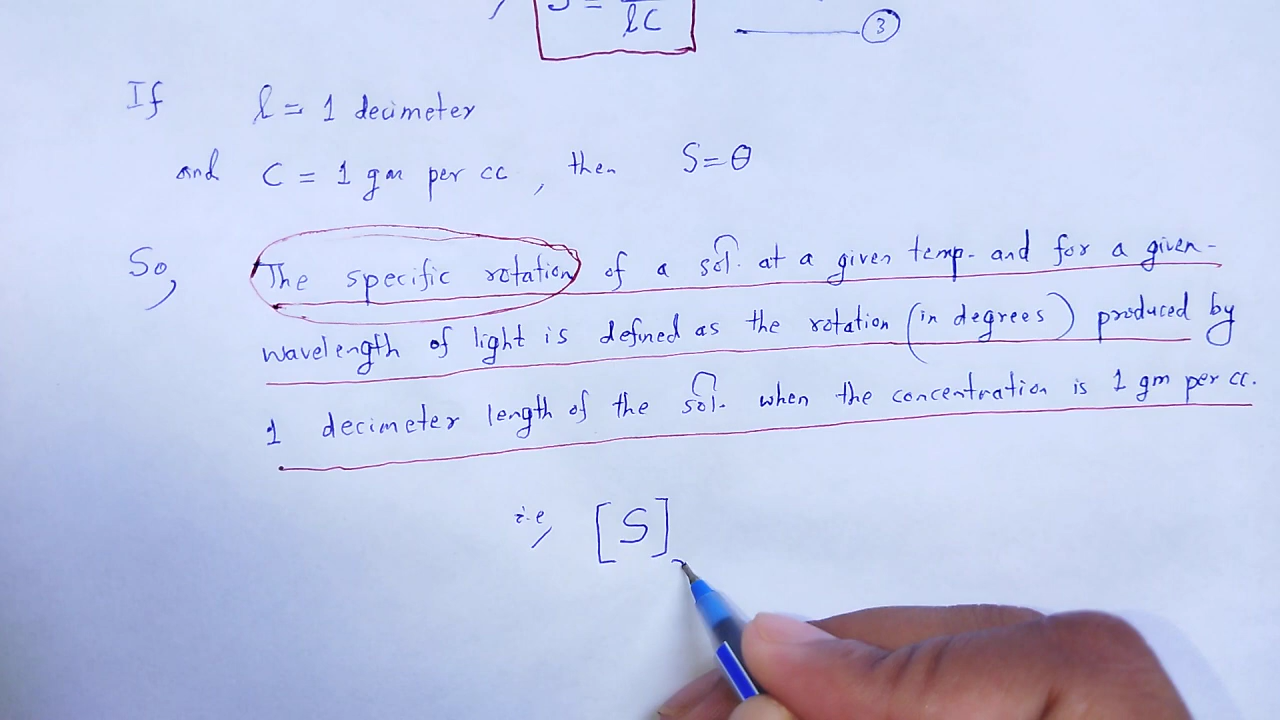 S = / lC ③
If l = 1 decimeter
and C = 1 gm per cc , then S=θ
So, The specific rotation of a sol. at a given temp. and for a given-
wavelength of light is defined as the rotation (in degrees) produced by
1 decimeter length of the sol. when the concentration is 1 gm per cc.
i.e, [S]